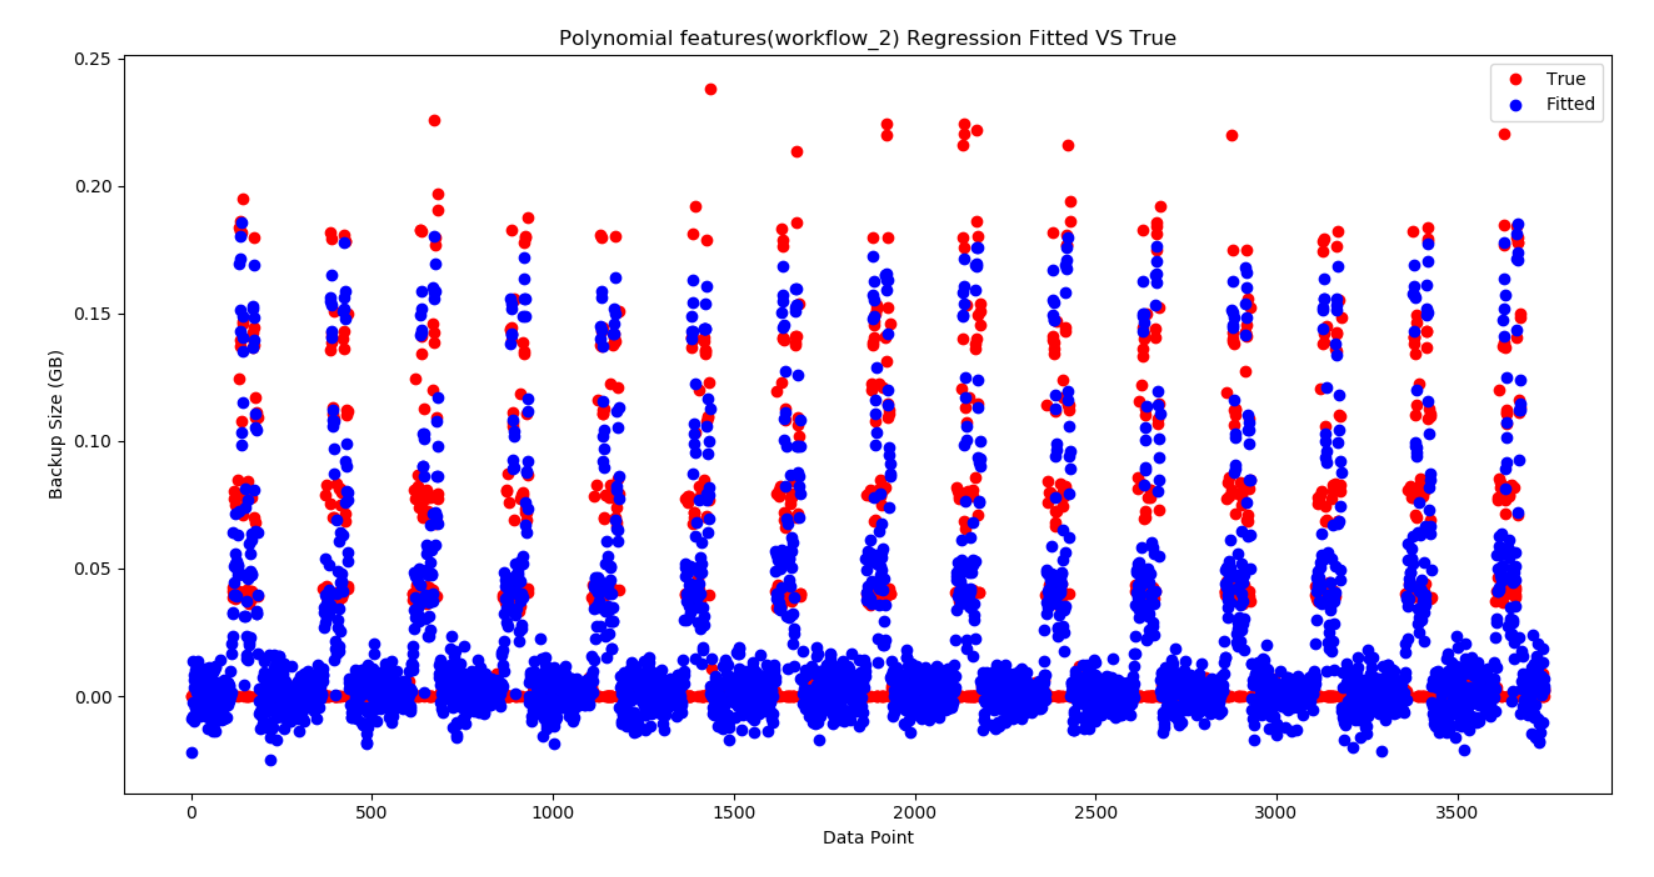 Polynomial features(workflow_2) Regression Fitted VS True
True
Fitted
Backup Size (GB)
0.25
0.20
0.15
0.10
0.05
0.00
0 500 1000 1500 2000 2500 3000 3500
Data Point